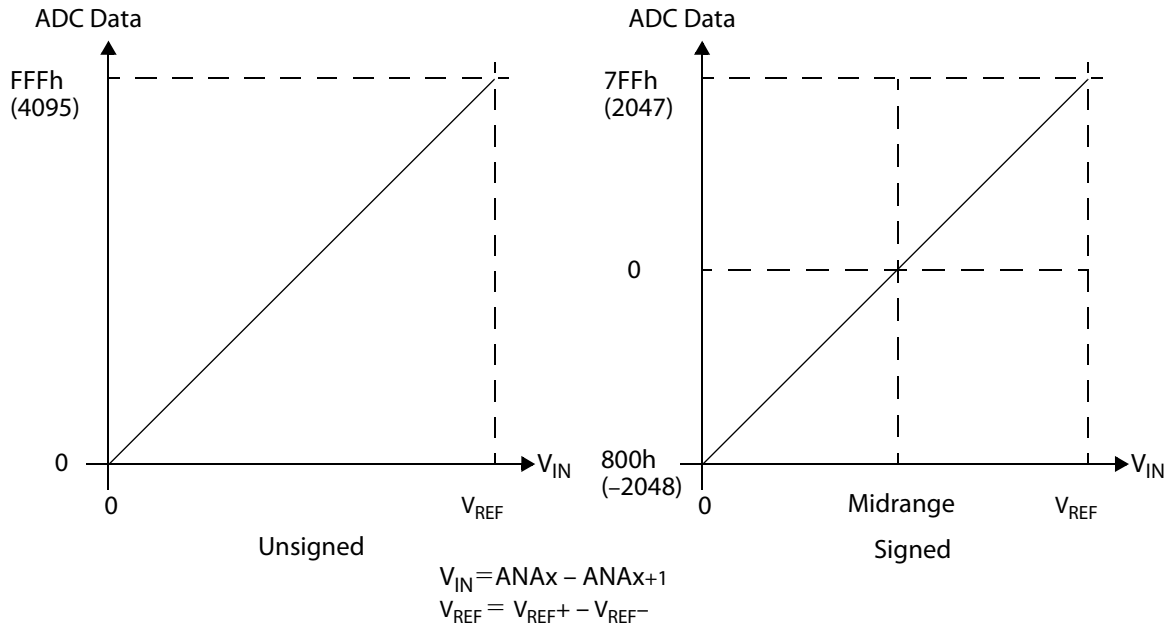 ADC Data
FFFh
(4095)
0
0
VREF
VIN
Unsigned
ADC Data
7FFh
(2047)
0
800h
(–2048)
0
Midrange
VREF
VIN
Signed
VIN = ANAx – ANAx+1
VREF = VREF+ – VREF–